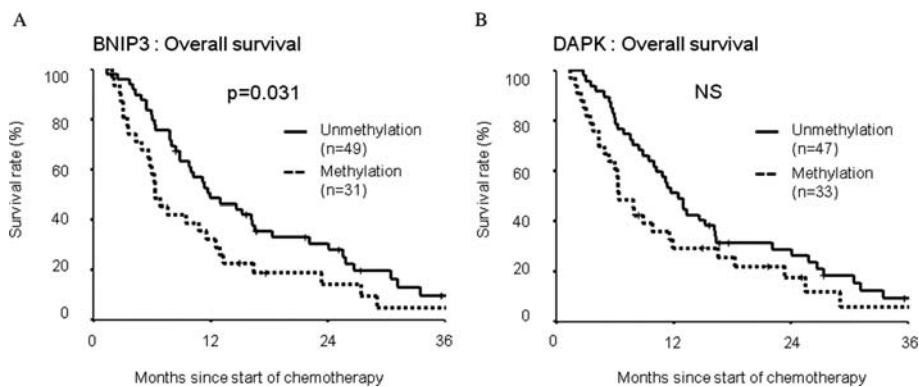 A
BNIP3 : Overall survival
p=0.031
Unmethylation
(n=49)
Methylation
(n=31)
Survival rate (%)
100
80
60
40
20
0
0
12
24
36
Months since start of chemotherapy
B
DAPK : Overall survival
NS
Unmethylation
(n=47)
Methylation
(n=33)
Survival rate (%)
100
80
60
40
20
0
0
12
24
36
Months since start of chemotherapy